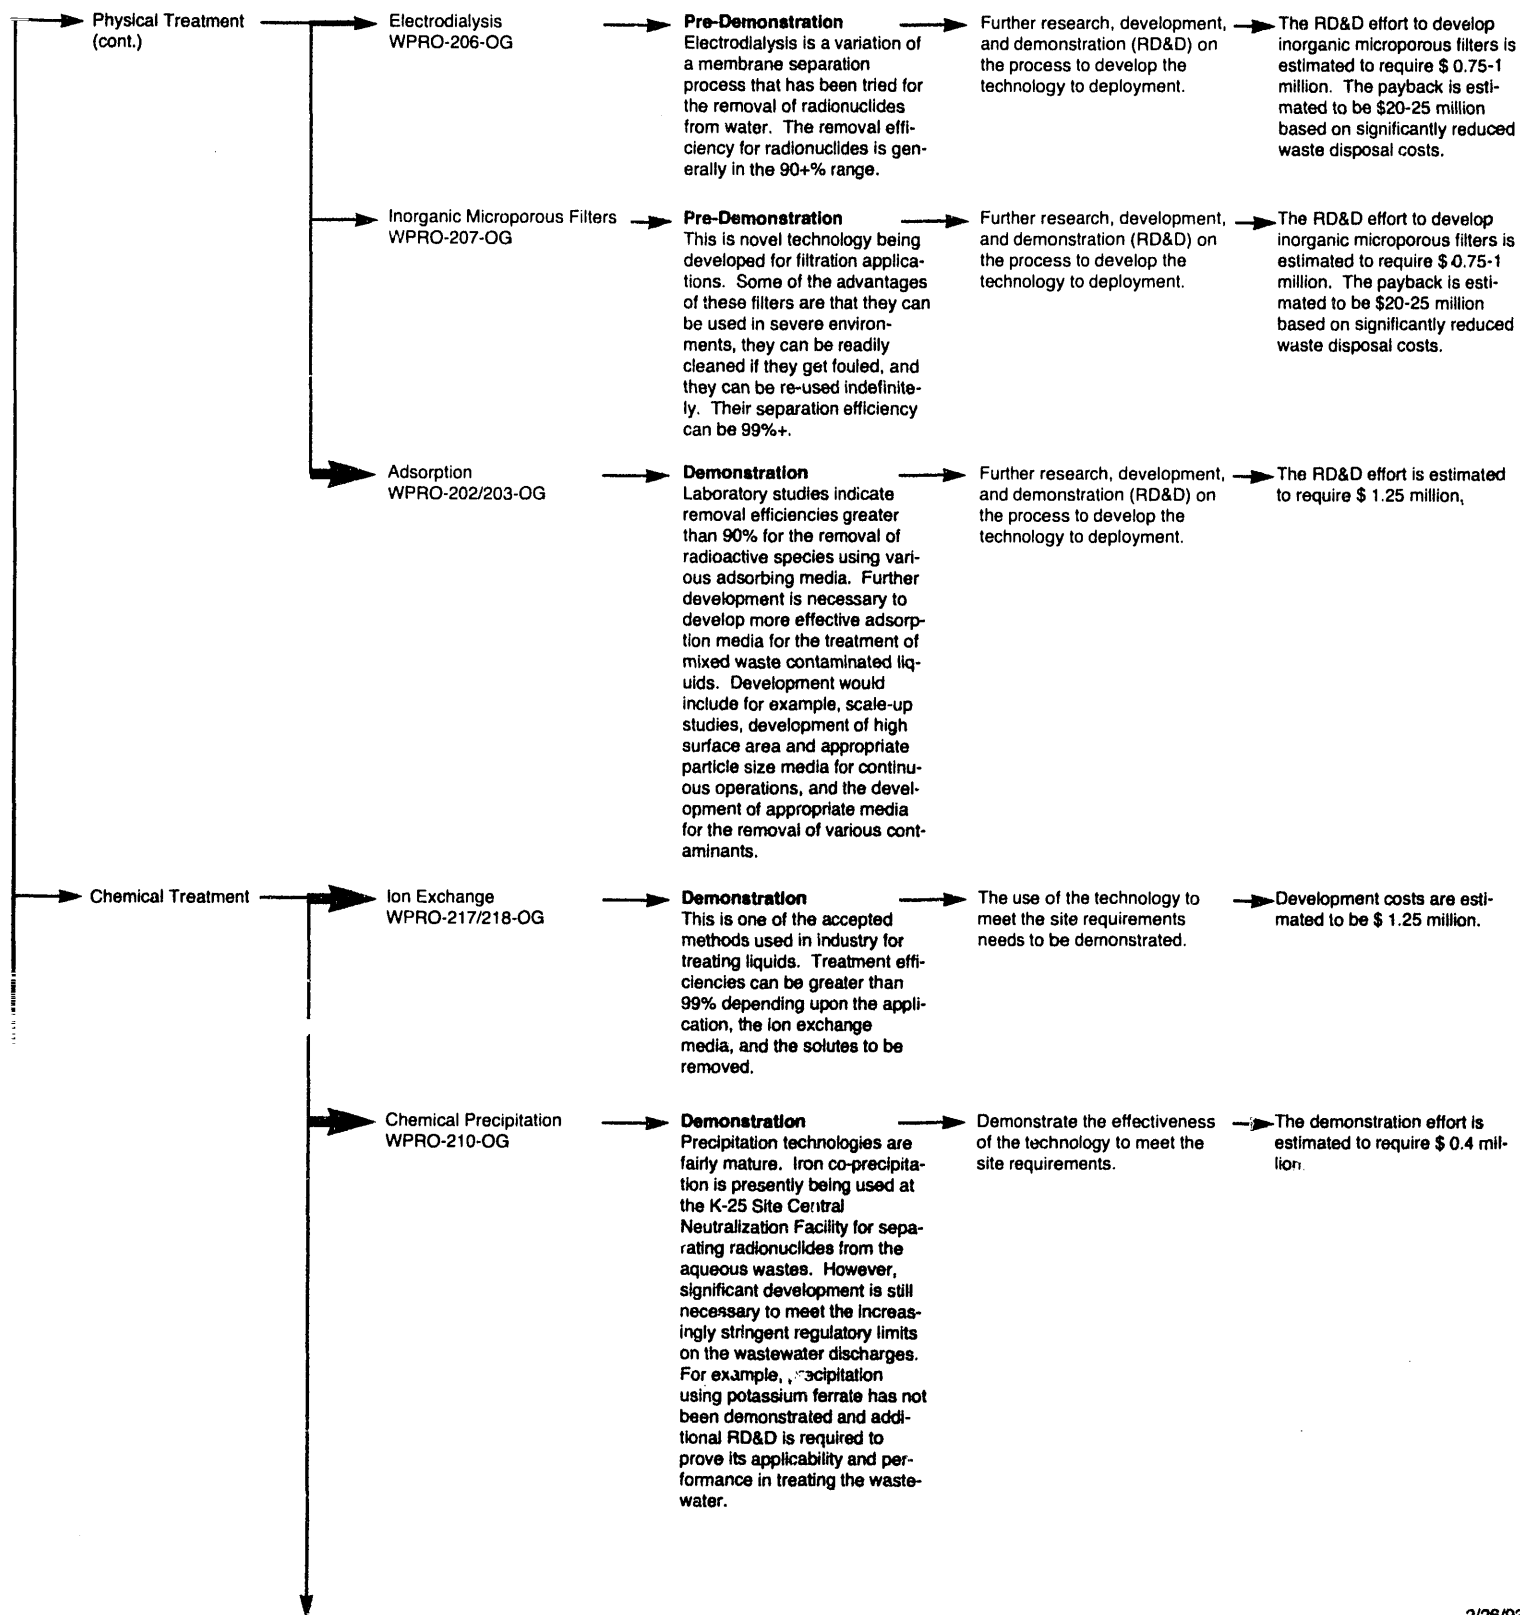 Physical Treatment
(cont.)
Electrodialysis
WPRO-206-OG
Pre-Demonstration
Electrodialysis is a variation of
a membrane separation
process that has been tried for
the removal of radionuclides
from water. The removal effi-
ciency for radionuclides is gen-
erally in the 90+% range.
Further research, development,
and demonstration (RD&D) on
the process to develop the
technology to deployment.
The RD&D effort to develop
inorganic microporous filters is
estimated to require $ 0.75-1
million. The payback is esti-
mated to be $20-25 million
based on significantly reduced
waste disposal costs.
Inorganic Microporous Filters
WPRO-207-OG
Pre-Demonstration
This is novel technology being
developed for filtration applica-
tions. Some of the advantages
of these filters are that they can
be used in severe environ-
ments, they can be readily
cleaned if they get fouled, and
they can be re-used indefinite-
ly. Their separation efficiency
can be 99%+.
Further research, development,
and demonstration (RD&D) on
the process to develop the
technology to deployment.
The RD&D effort to develop
inorganic microporous filters is
estimated to require $ 0.75-1
million. The payback is esti-
mated to be $20-25 million
based on significantly reduced
waste disposal costs.
Adsorption
WPRO-202/203-OG
Demonstration
Laboratory studies indicate
removal efficiencies greater
than 90% for the removal of
radioactive species using vari-
ous adsorbing media. Further
development is necessary to
develop more effective adsorp-
tion media for the treatment of
mixed waste contaminated liq-
uids. Development would
include for example, scale-up
studies, development of high
surface area and appropriate
particle size media for continu-
ous operations, and the devel-
opment of appropriate media
for the removal of various cont-
aminants.
Further research, development,
and demonstration (RD&D) on
the process to develop the
technology to deployment.
The RD&D effort is estimated
to require $ 1.25 million,
Chemical Treatment
Ion Exchange
WPRO-217/218-OG
Demonstration
This is one of the accepted
methods used in industry for
treating liquids. Treatment effi-
ciencies can be greater than
99% depending upon the appli-
cation, the ion exchange
media, and the solutes to be
removed.
The use of the technology to
meet the site requirements
needs to be demonstrated.
Development costs are esti-
mated to be $ 1.25 million.
Chemical Precipitation
WPRO-210-OG
Demonstration
Precipitation technologies are
fairly mature. Iron co-precipita-
tion is presently being used at
the K-25 Site Central
Neutralization Facility for sepa-
rating radionuclides from the
aqueous wastes. However,
significant development is still
necessary to meet the increas-
ingly stringent regulatory limits
on the wastewater discharges.
For example,
using potassium ferrate has not
been demonstrated and addi-
tional RD&D is required to
prove its applicability and per-
formance in treating the waste-
water.
Demonstrate the effectiveness
of the technology to meet the
site requirements.
The demonstration effort is
estimated to require $ 0.4 mil-
lion.